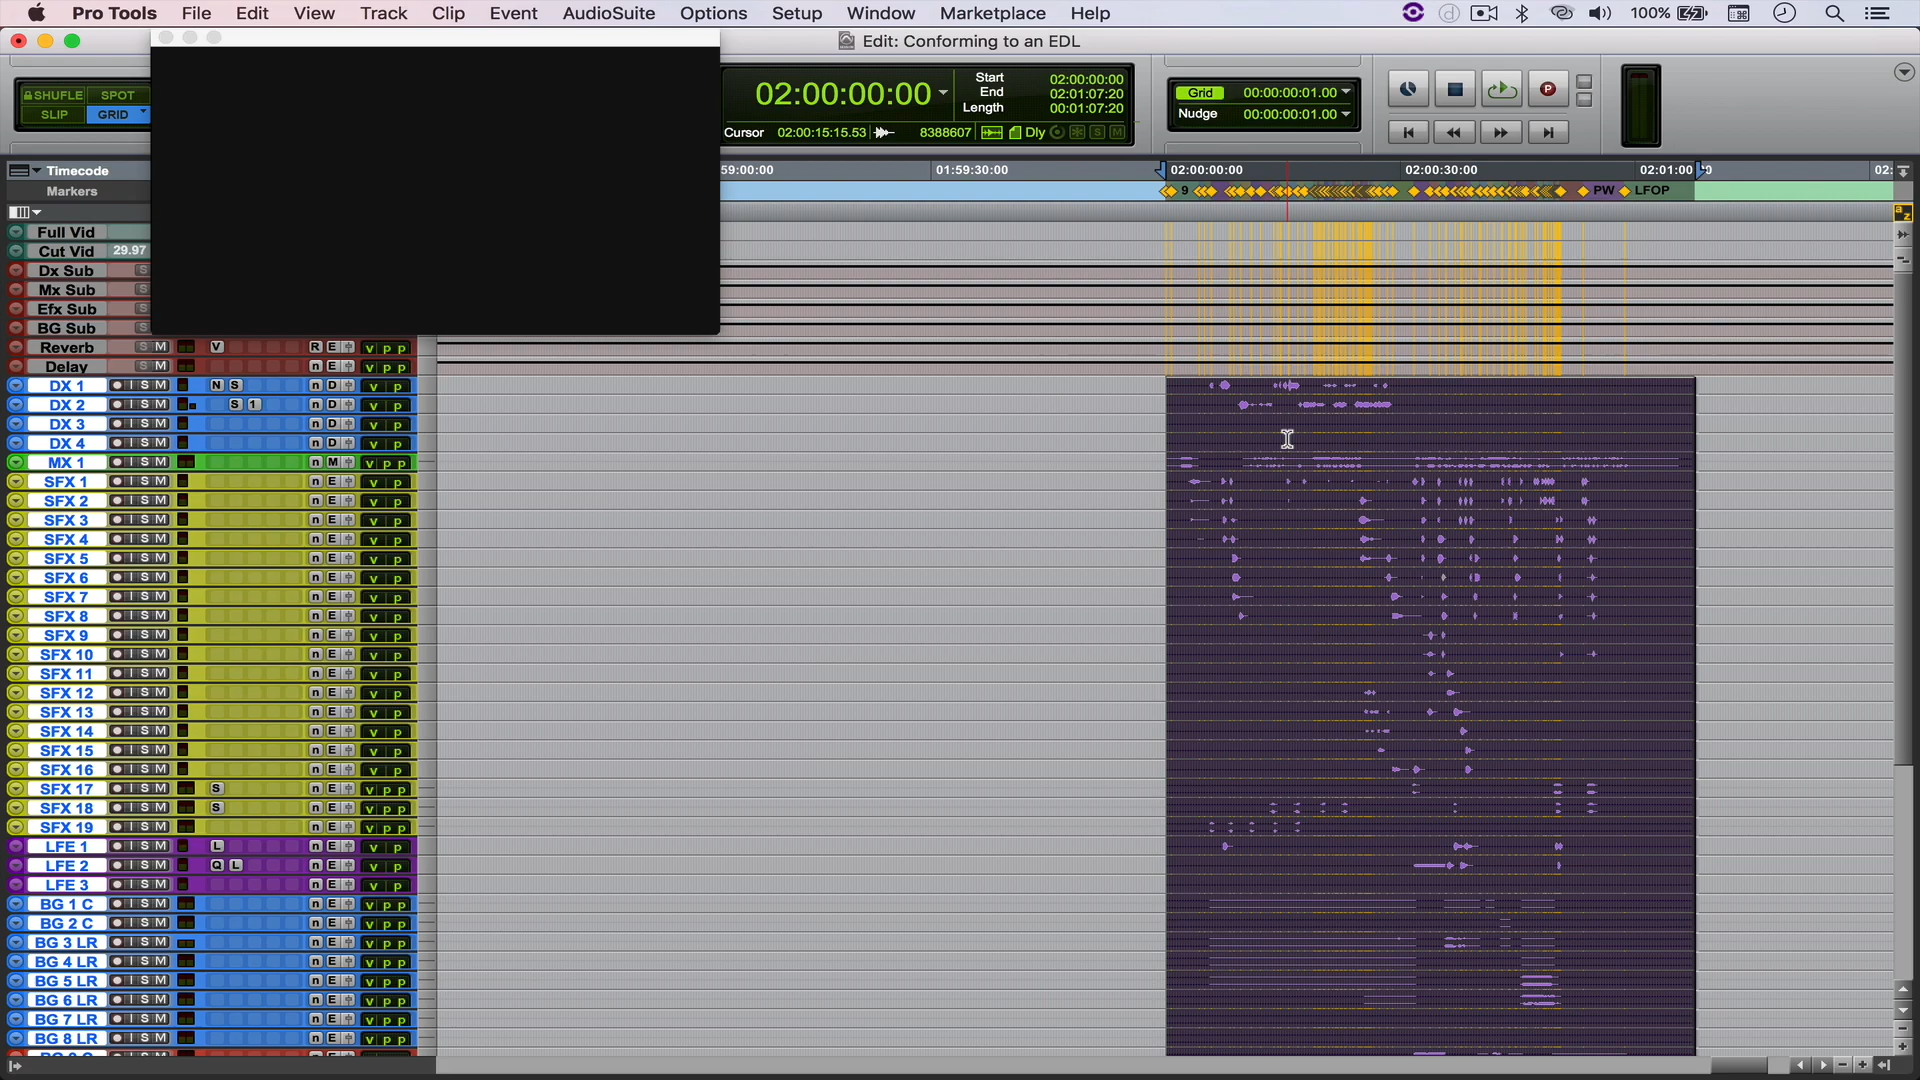 Pro Tools File Edit View Track Clip Event AudioSuite Options Setup Window Marketplace Help 100%
Edit: Conforming to an EDL
SHUFFLE SPOT
SLIP GRID
02:00:00:00
Start 02:00:00:00
End 02:01:07:20
Length 00:01:07:20
Cursor 02:00:15:15.53 8388607 Dly S M
Grid 00:00:00:01.00
Nudge 00:00:00:01.00
P
Timecode 59:00:00 01:59:30:00 02:00:00:00 02:00:30:00 02:01:00 0 02:
Markers 9 PW LFOP
a z
Full Vid
Cut Vid 29.97
Dx Sub S
Mx Sub S
Efx Sub S
BG Sub S
Reverb S M V R E v p p
Delay S M n E v p p
DX 1 I S M N S n D v p
DX 2 I S M S 1 n D v p
DX 3 I S M n D v p
DX 4 I S M n D v p
MX 1 I S M n M v p p
SFX 1 I S M n E v p
SFX 2 I S M n E v p
SFX 3 I S M n E v p
SFX 4 I S M n E v p
SFX 5 I S M n E v p
SFX 6 I S M n E v p
SFX 7 I S M n E v p
SFX 8 I S M n E v p
SFX 9 I S M n E v p
SFX 10 I S M n E v p
SFX 11 I S M n E v p
SFX 12 I S M n E v p
SFX 13 I S M n E v p
SFX 14 I S M n E v p
SFX 15 I S M n E v p
SFX 16 I S M n E v p
SFX 17 I S M S n E v p p
SFX 18 I S M S n E v p p
SFX 19 I S M n E v p p
LFE 1 I S M L n E v p
LFE 2 I S M Q L n E v p
LFE 3 I S M n E v p
BG 1 C I S M n E v p p
BG 2 C I S M n E v p p
BG 3 LR I S M n E v p p
BG 4 LR I S M n E v p p
BG 5 LR I S M n E v p p
BG 6 LR I S M n E v p p
BG 7 LR I S M n E v p p
BG 8 LR I S M n E v p p